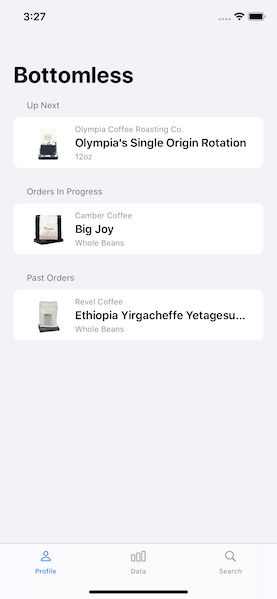 3:27
Bottomless
Up Next
Olympia Coffee Roasting Co.
Olympia's Single Origin Rotation
12oz
Orders In Progress
Camber Coffee
Big Joy
Whole Beans
Past Orders
Revel Coffee
Ethiopia Yirgacheffe Yetagesu...
Whole Beans
Profile
Data
Search